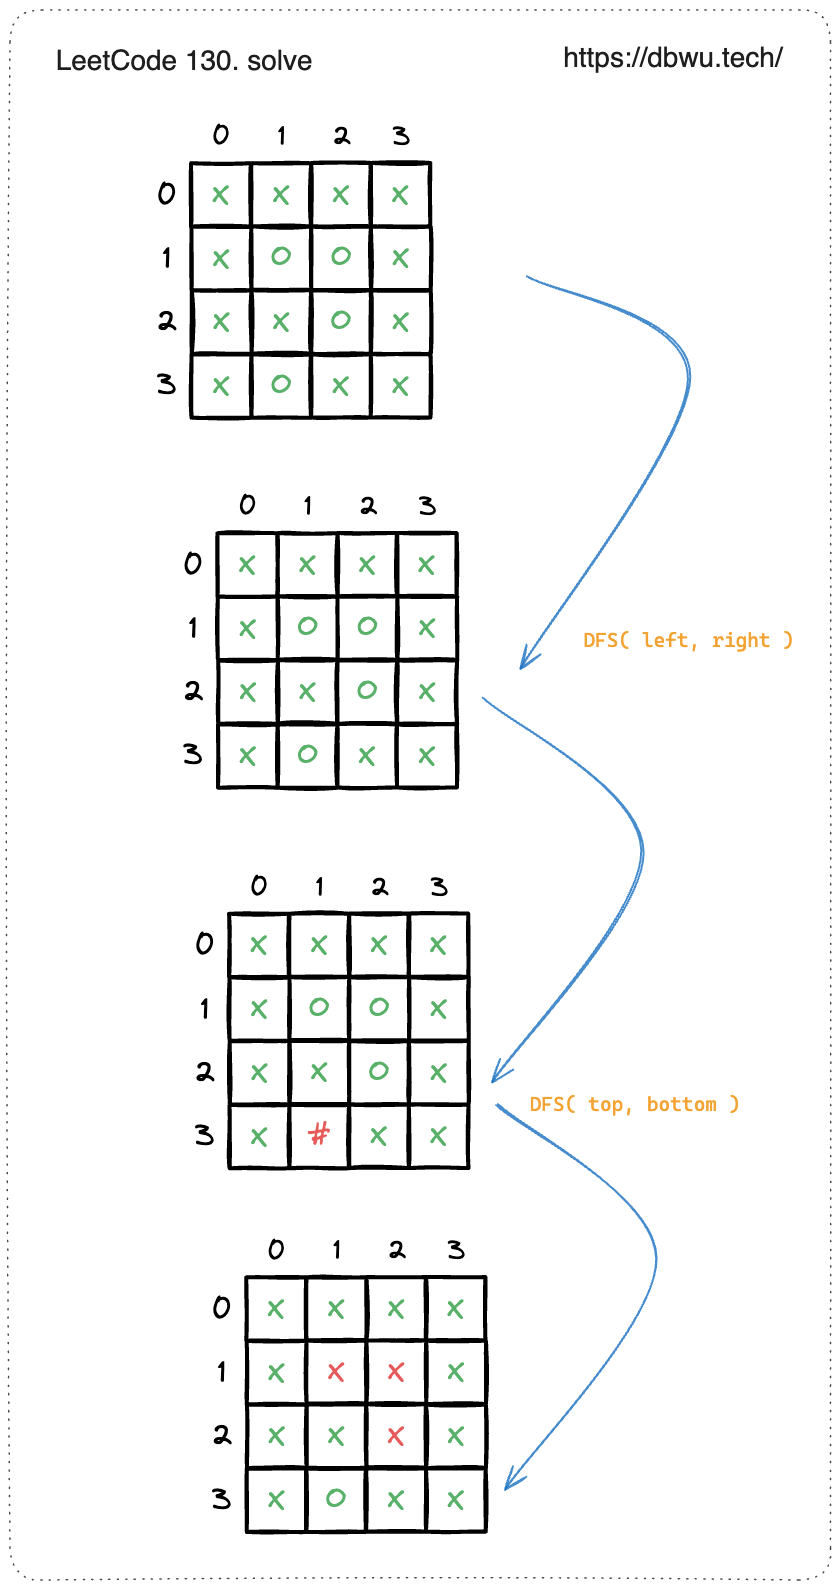 LeetCode 130. solve
https://dbwu.tech/
0 1 2 3
0 X X X X
1 X O O X
2 X X O X
3 X O X X
0 1 2 3
0 X X X X
1 X O O X
2 X X O X
3 X O X X
DFS( left, right )
0 1 2 3
0 X X X X
1 X O O X
2 X X O X
3 X # X X
DFS( top, bottom )
0 1 2 3
0 X X X X
1 X X X X
2 X X X X
3 X O X X